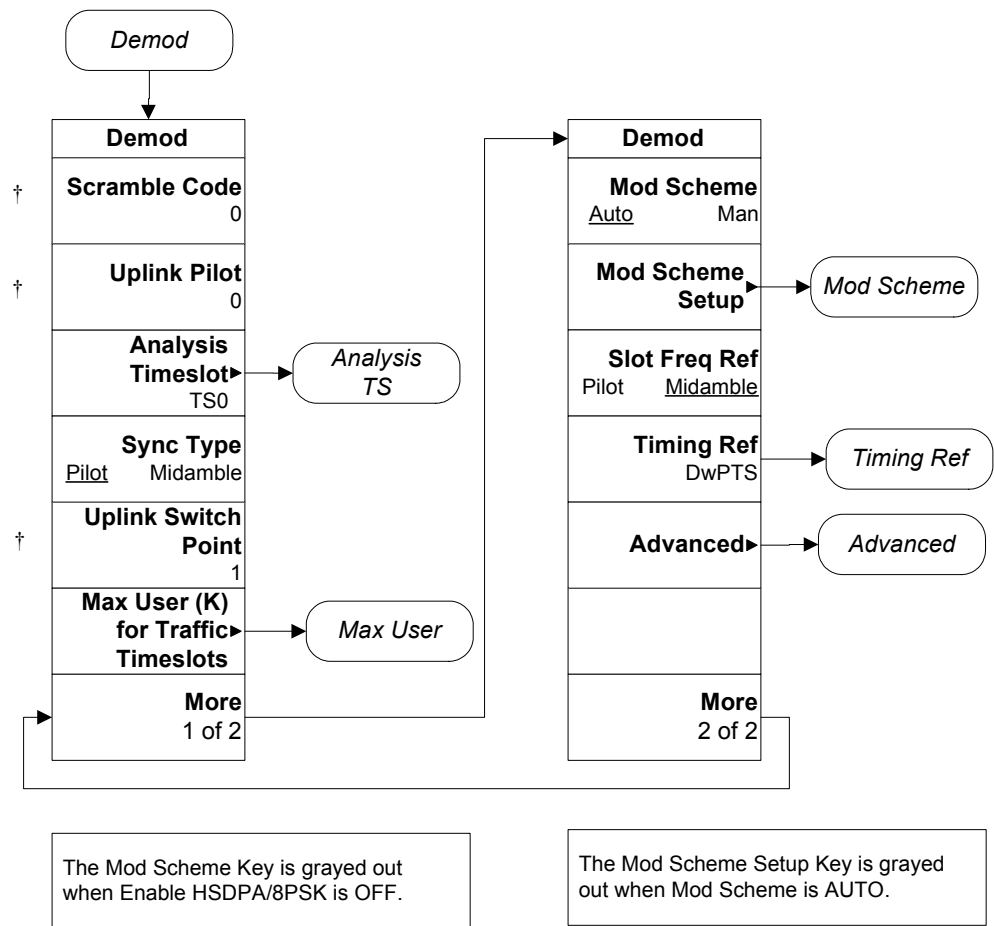 Demod
Demod
† Scramble Code
0
† Uplink Pilot
0
Analysis
Timeslot
TS0
Analysis
TS
Sync Type
Pilot Midamble
† Uplink Switch
Point
1
Max User (K)
for Traffic
Timeslots
Max User
More
1 of 2
Demod
Mod Scheme
Auto Man
Mod Scheme
Setup
Mod Scheme
Slot Freq Ref
Pilot Midamble
Timing Ref
DwPTS
Timing Ref
Advanced
Advanced
More
2 of 2
The Mod Scheme Key is grayed out
when Enable HSDPA/8PSK is OFF.
The Mod Scheme Setup Key is grayed
out when Mod Scheme is AUTO.